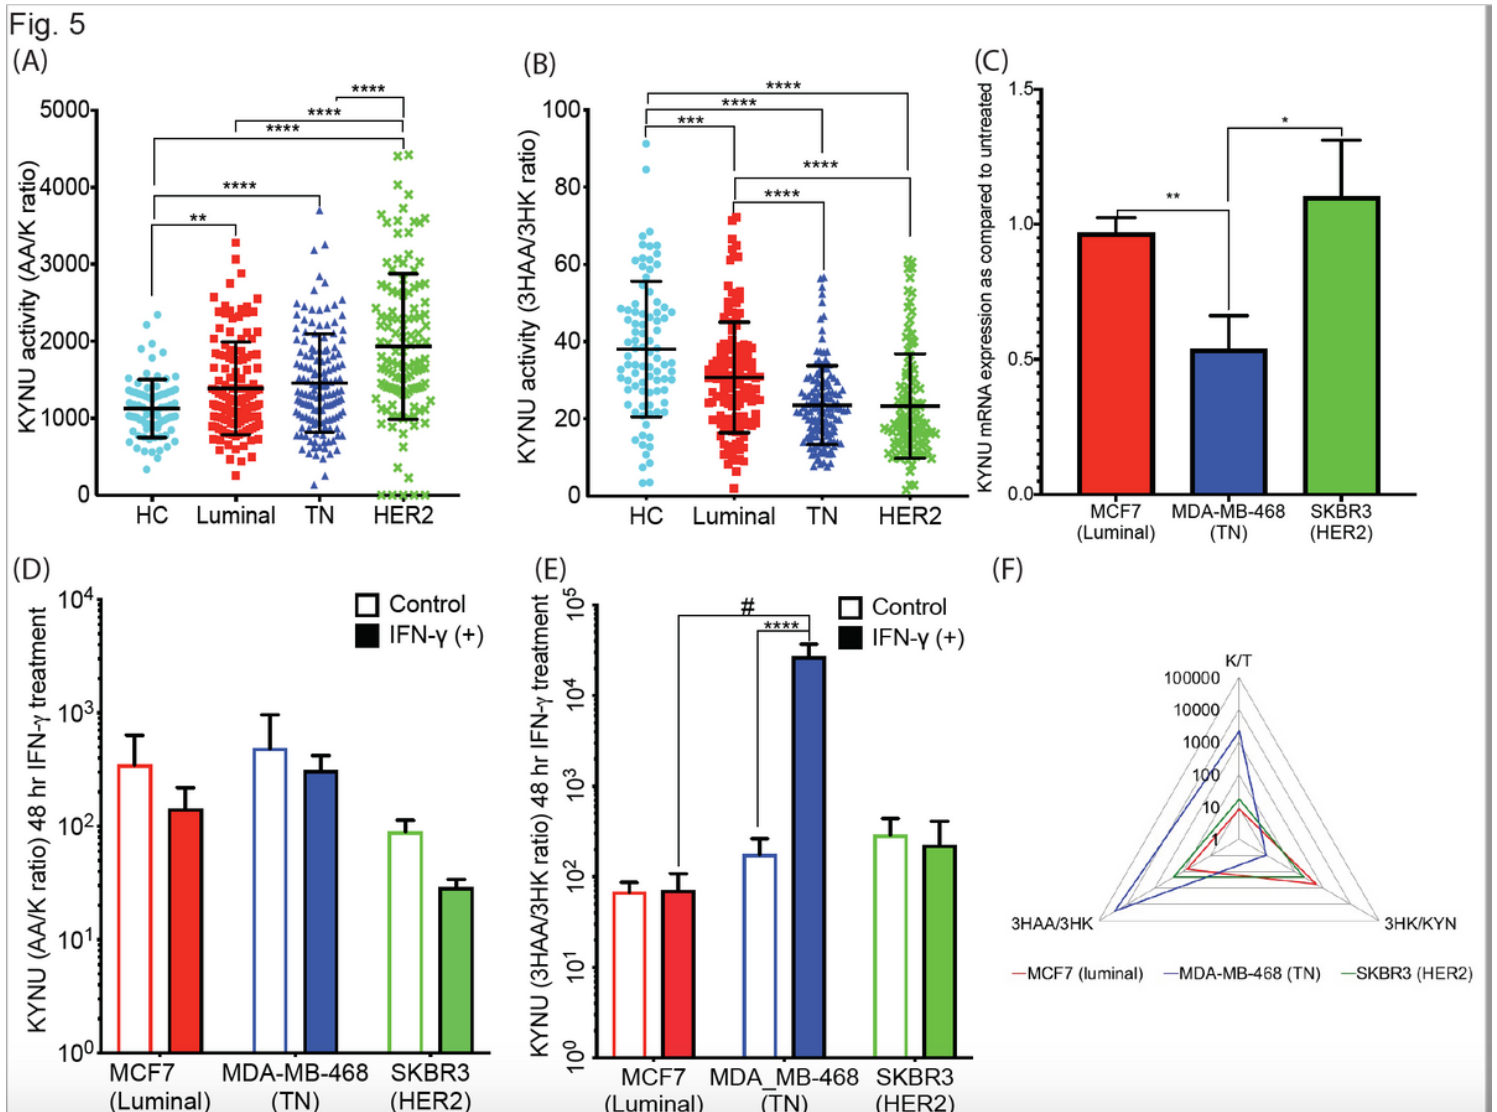 Fig. 5
(A)
KYNU activity (AA/K ratio)
5000
4000
3000
2000
1000
0
****
****
****
****
**
HC Luminal TN HER2
(B)
KYNU activity (3HAA/3HK ratio)
100
80
60
40
20
0
****
****
***
****
****
HC Luminal TN HER2
(C)
KYNU mRNA expression as compared to untreated
1.5
1.0
0.5
0.0
*
**
MCF7 MDA-MB-468 SKBR3
(Luminal) (TN) (HER2)
(D)
KYNU (AA/K ratio) 48 hr IFN-γ treatment
10⁴
10³
10²
10¹
10⁰
Control
IFN-γ (+)
MCF7 MDA-MB-468 SKBR3
(Luminal) (TN) (HER2)
(E)
KYNU (3HAA/3HK ratio) 48 hr IFN-γ treatment
10⁵
10⁴
10³
10²
10¹
10⁰
#
****
Control
IFN-γ (+)
MCF7 MDA_MB-468 SKBR3
(Luminal) (TN) (HER2)
(F)
K/T
100000
10000
1000
100
10
1
3HAA/3HK 3HK/KYN
MCF7 (luminal) MDA-MB-468 (TN) SKBR3 (HER2)